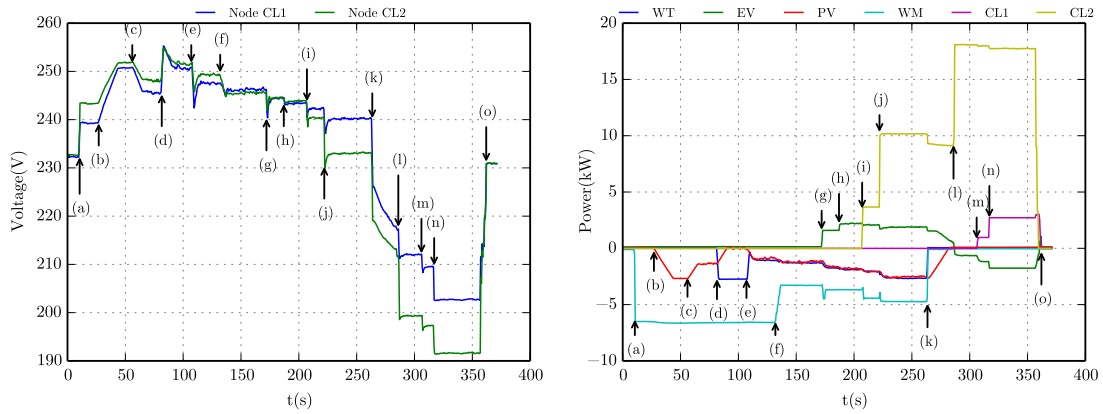 Node CL1 Node CL2
260
250
240
230
220
210
200
190
0 50 100 150 200 250 300 350 400
Voltage(V)
t(s)
(a)
(b)
(c)
(d)
(e)
(f)
(g)
(h)
(i)
(j)
(k)
(l)
(m)
(n)
(o)
WT EV PV WM CL1 CL2
20
15
10
5
0
−5
−10
0 50 100 150 200 250 300 350 400
Power(kW)
t(s)
(a)
(b)
(c)
(d)
(e)
(f)
(g)
(h)
(i)
(j)
(k)
(l)
(m)
(n)
(o)